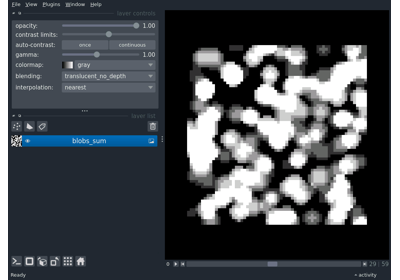 File View Plugins Window Help
layer controls
opacity: 1.00
contrast limits:
auto-contrast: once continuous
gamma: 1.00
colormap: gray
blending: translucent_no_depth
interpolation: nearest
layer list
blobs_sum
29 59
Ready activity